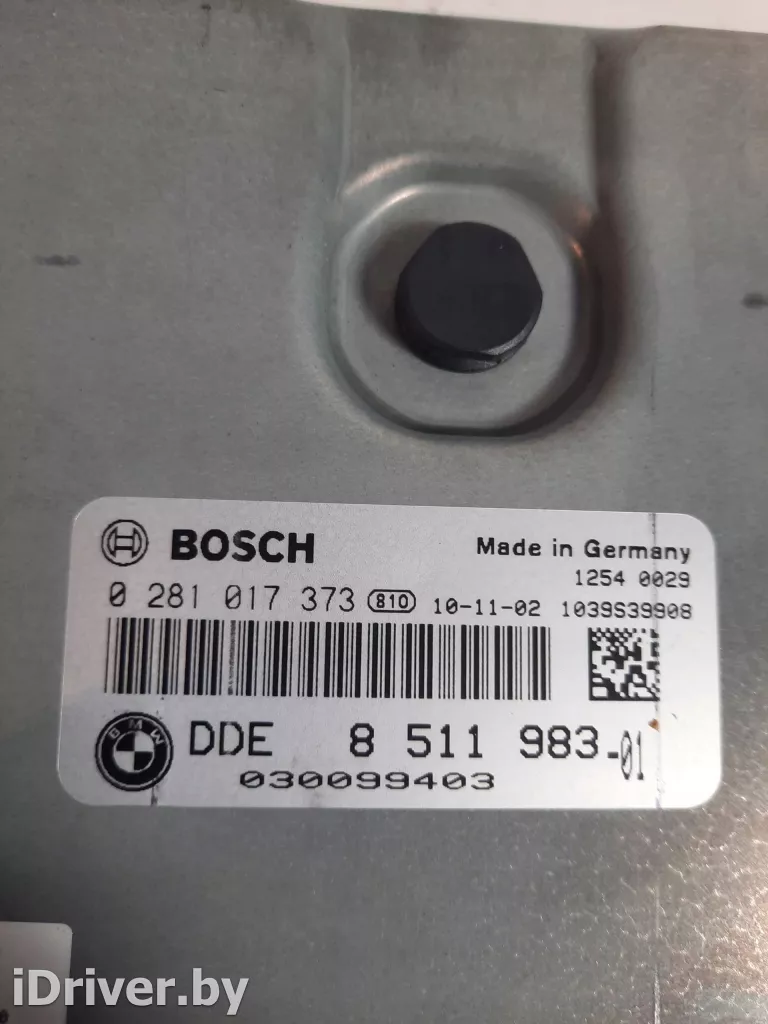 BOSCH Made in Germany
1254 0029
0 281 017 373 810 10-11-02 1039S39908
BMW DDE 8 511 983-01
030099403
iDriver.by